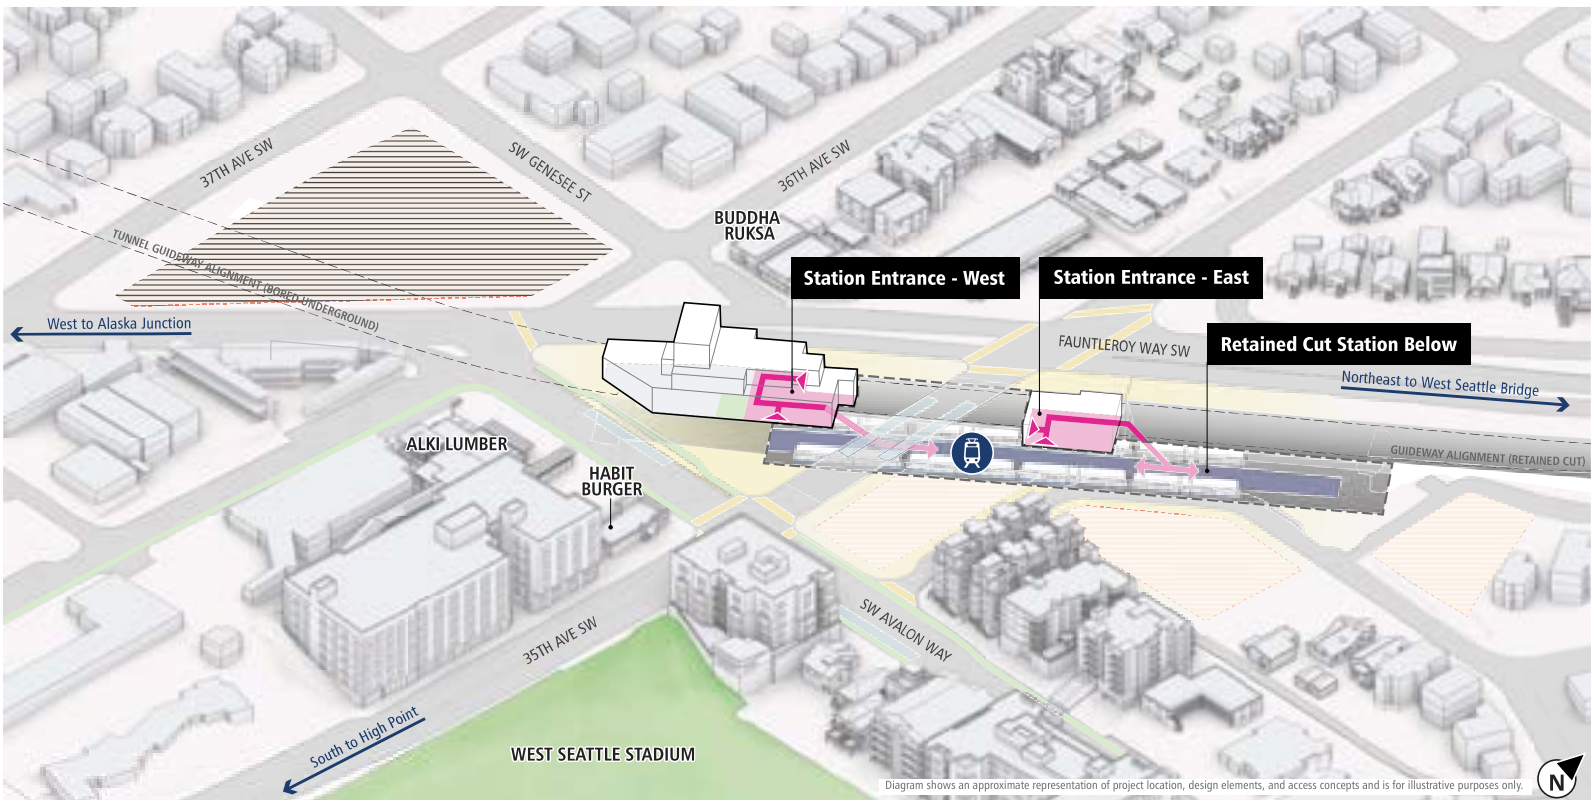 37TH AVE SW
SW GENESEE ST
36TH AVE SW
BUDDHA
RUKSA
TUNNEL GUIDEWAY ALIGNMENT (BORED UNDERGROUND)
Station Entrance - West
Station Entrance - East
West to Alaska Junction
FAUNTLEROY WAY SW
Retained Cut Station Below
Northeast to West Seattle Bridge
ALKI LUMBER
GUIDEWAY ALIGNMENT (RETAINED CUT)
HABIT
BURGER
35TH AVE SW
SW AVALON WAY
South to High Point
WEST SEATTLE STADIUM
Diagram shows an approximate representation of project location, design elements, and access concepts and is for illustrative purposes only.
N